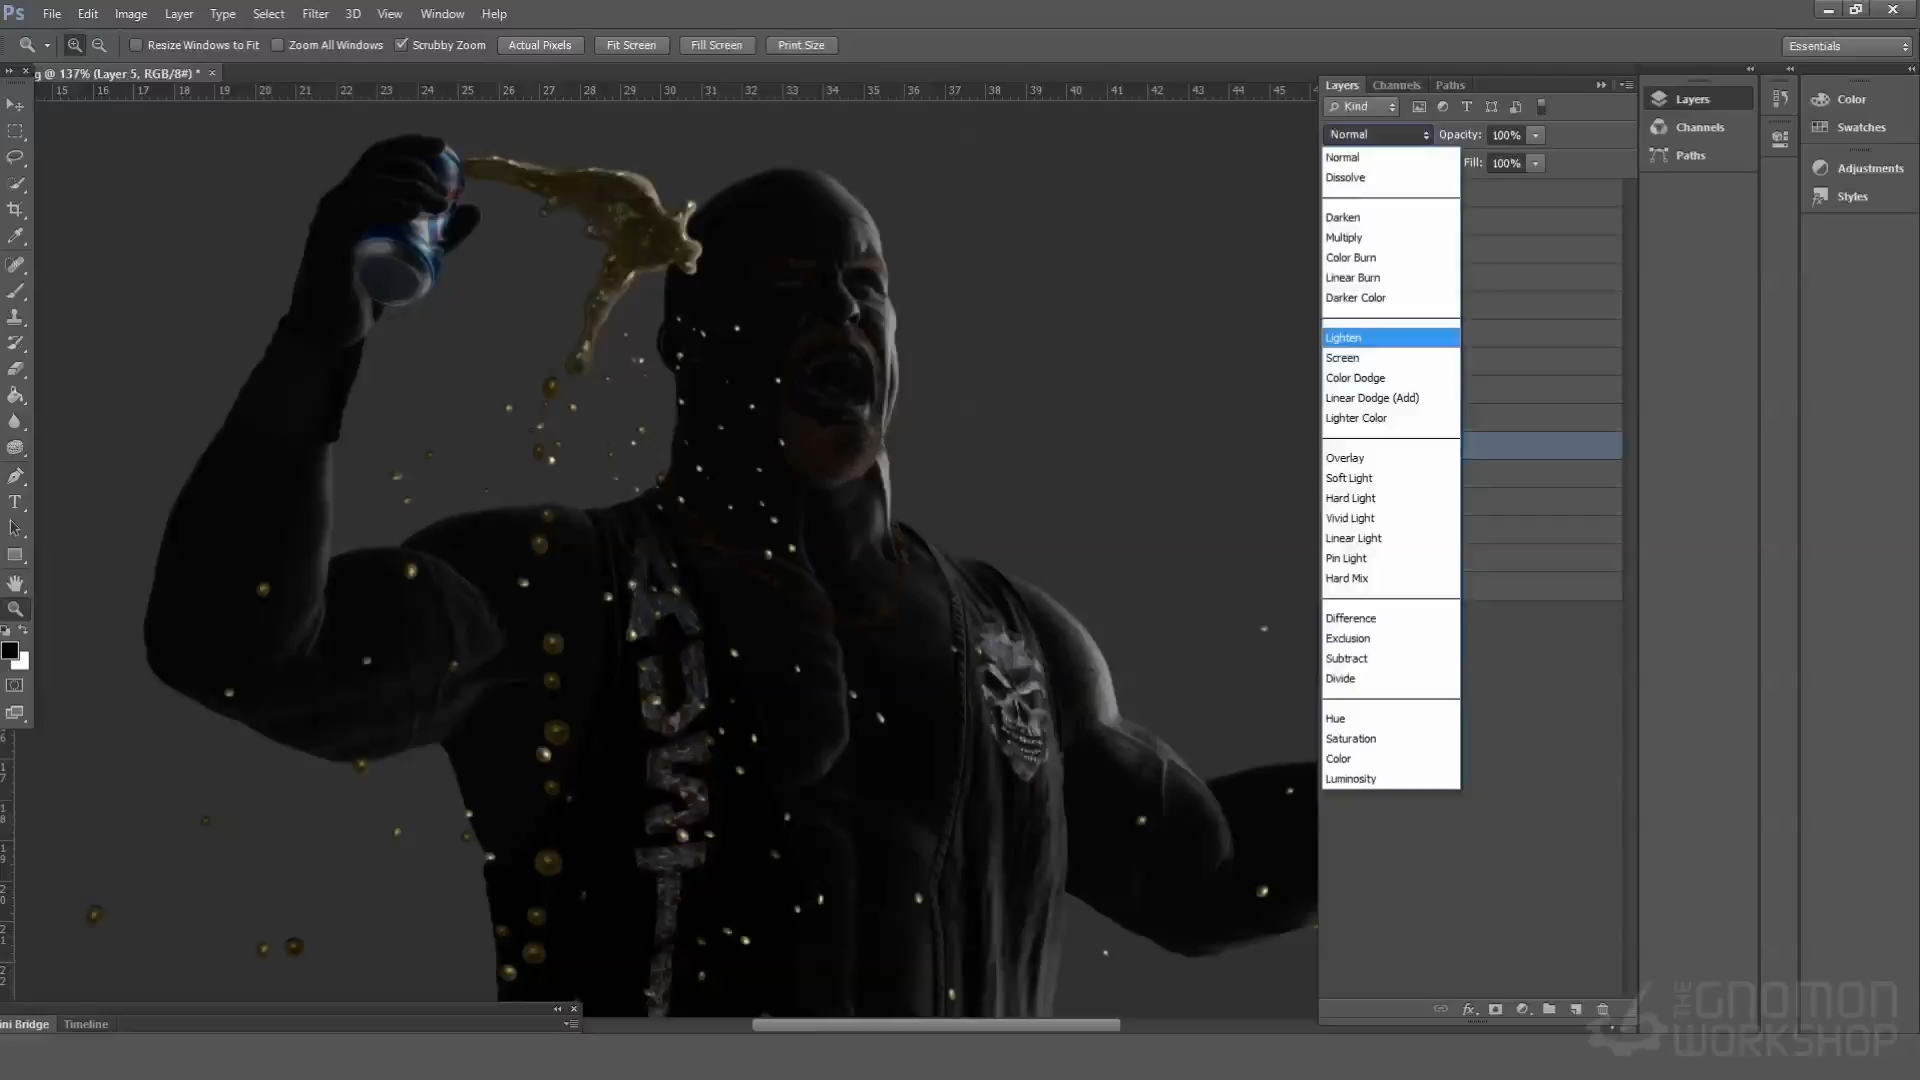 Ps File Edit Image Layer Type Select Filter 3D View Window Help
Resize Windows to Fit Zoom All Windows Scrubby Zoom Actual Pixels Fit Screen Fill Screen Print Size Essentials
g @ 137% (Layer 5, RGB/8#) * ×
15 16 17 18 19 20 21 22 23 24 25 26 27 28 29 30 31 32 33 34 35 36 37 38 39 40 41 42 43 44 45
Layers Channels Paths
Kind
Normal Opacity: 100%
Fill: 100%
Normal
Dissolve
Darken
Multiply
Color Burn
Linear Burn
Darker Color
Lighten
Screen
Color Dodge
Linear Dodge (Add)
Lighter Color
Overlay
Soft Light
Hard Light
Vivid Light
Linear Light
Pin Light
Hard Mix
Difference
Exclusion
Subtract
Divide
Hue
Saturation
Color
Luminosity
Layers
Channels
Paths
Color
Swatches
Adjustments
Styles
ini Bridge Timeline
THE GNOMON
WORKSHOP